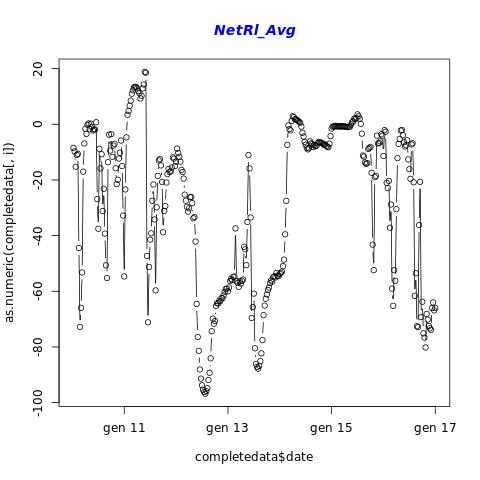 NetRl_Avg
20
0
-20
-40
-60
-80
-100
as.numeric(completedata[, i])
gen 11
gen 13
gen 15
gen 17
completedata$date